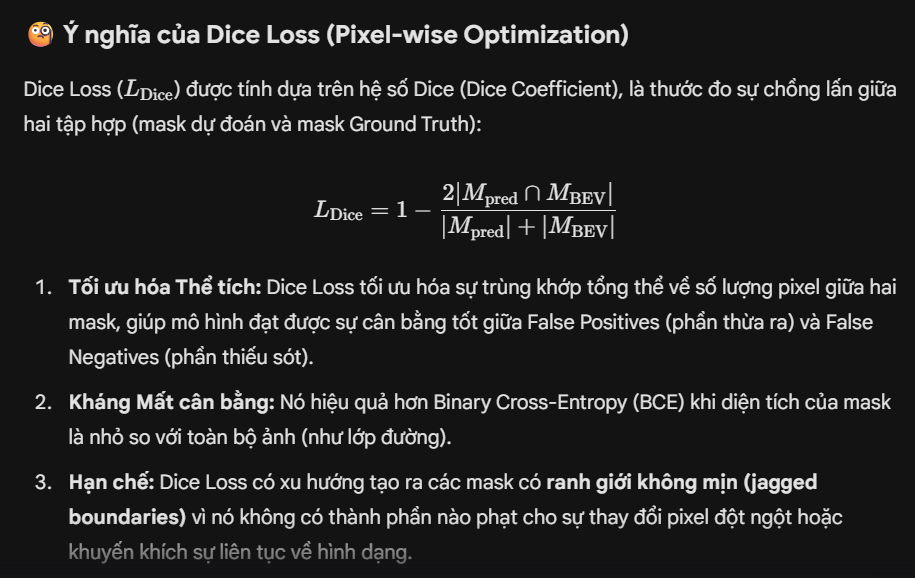 🧐 Ý nghĩa của Dice Loss (Pixel-wise Optimization)
Dice Loss (L_Dice) được tính dựa trên hệ số Dice (Dice Coefficient), là thước đo sự chồng lấn giữa
hai tập hợp (mask dự đoán và mask Ground Truth):
L_Dice = 1 − 2|M_pred ∩ M_BEV| / (|M_pred| + |M_BEV|)
1. Tối ưu hóa Thể tích: Dice Loss tối ưu hóa sự trùng khớp tổng thể về số lượng pixel giữa hai
mask, giúp mô hình đạt được sự cân bằng tốt giữa False Positives (phần thừa ra) và False
Negatives (phần thiếu sót).
2. Kháng Mất cân bằng: Nó hiệu quả hơn Binary Cross-Entropy (BCE) khi diện tích của mask
là nhỏ so với toàn bộ ảnh (như lớp đường).
3. Hạn chế: Dice Loss có xu hướng tạo ra các mask có ranh giới không mịn (jagged
boundaries) vì nó không có thành phần nào phạt cho sự thay đổi pixel đột ngột hoặc
khuyến khích sự liên tục về hình dạng.